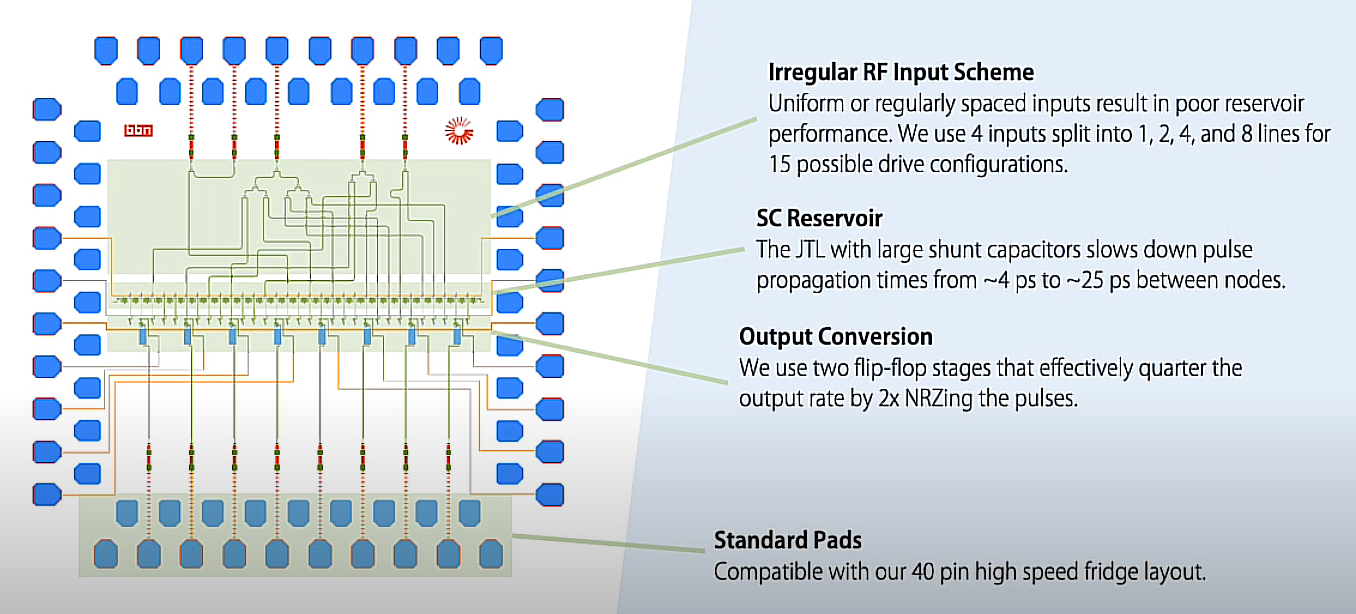 bbn
Irregular RF Input Scheme
Uniform or regularly spaced inputs result in poor reservoir
performance. We use 4 inputs split into 1, 2, 4, and 8 lines for
15 possible drive configurations.
SC Reservoir
The JTL with large shunt capacitors slows down pulse
propagation times from ~4 ps to ~25 ps between nodes.
Output Conversion
We use two flip-flop stages that effectively quarter the
output rate by 2x NRZing the pulses.
Standard Pads
Compatible with our 40 pin high speed fridge layout.